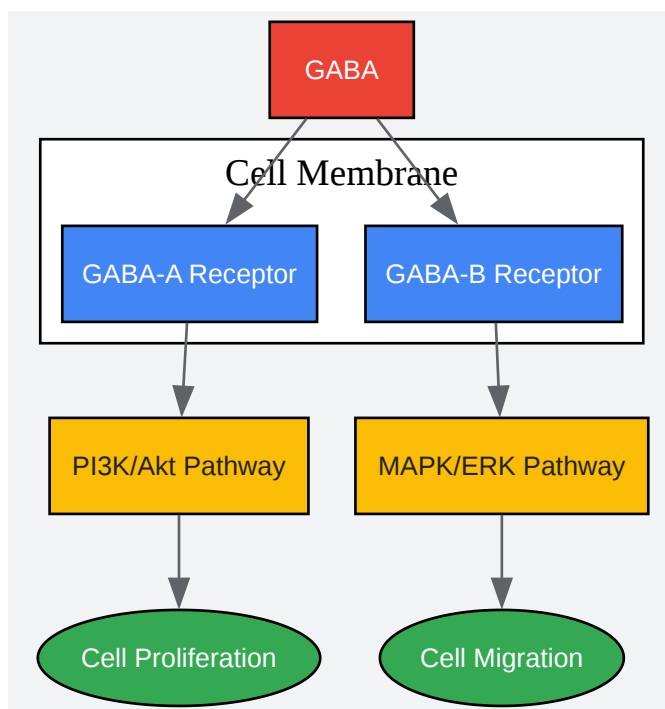 GABA
Cell Membrane
GABA-A Receptor
GABA-B Receptor
PI3K/Akt Pathway
MAPK/ERK Pathway
Cell Proliferation
Cell Migration